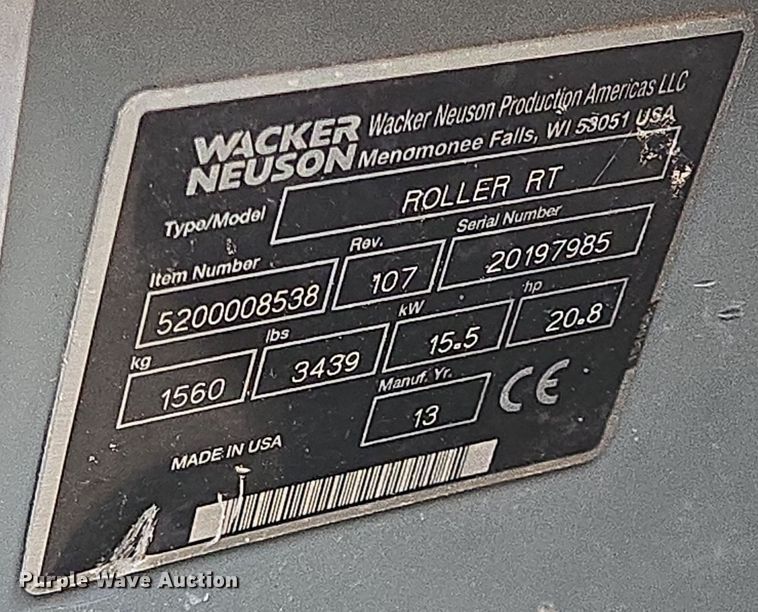 WACKER NEUSON
Wacker Neuson Production Americas LLC
Menomonee Falls, WI 53051 USA
Type/Model ROLLER RT
Item Number Rev. Serial Number
5200008538 107 20197985
kg lbs kW hp
1560 3439 15.5 20.8
Manuf. Yr.
13
CE
MADE IN USA
Purple Wave Auction